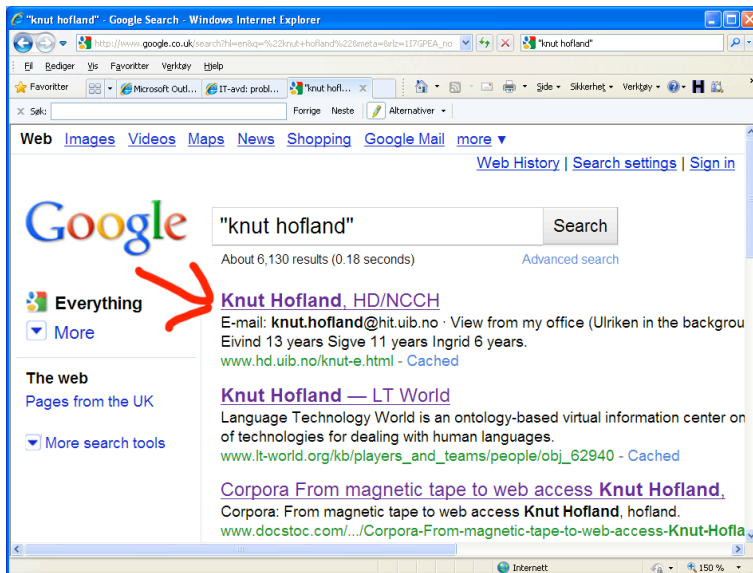 "knut hofland" - Google Search - Windows Internet Explorer
http://www.google.co.uk/search?hl=en&q=%22knut+hofland%22&meta=&rlz=1I7GPEA_no
"knut hofland"
Fil Rediger Vis Favoritter Verktøy Hjelp
Favoritter
Microsoft Outl...
IT-avd: probl...
"knut hofl...
Side
Sikkerhet
Verktøy
Søk:
Forrige Neste
Alternativer
Web Images Videos Maps News Shopping Google Mail more ▼
Web History | Search settings | Sign in
Google
"knut hofland"
Search
About 6,130 results (0.18 seconds)
Advanced search
Everything
More
The web
Pages from the UK
More search tools
Knut Hofland, HD/NCCH
E-mail: knut.hofland@hit.uib.no · View from my office (Ulriken in the backgrou
Eivind 13 years Sigve 11 years Ingrid 6 years.
www.hd.uib.no/knut-e.html - Cached
Knut Hofland — LT World
Language Technology World is an ontology-based virtual information center on
of technologies for dealing with human languages.
www.lt-world.org/kb/players_and_teams/people/obj_62940 - Cached
Corpora From magnetic tape to web access Knut Hofland,
Corpora: From magnetic tape to web access Knut Hofland, hofland.
www.docstoc.com/.../Corpora-From-magnetic-tape-to-web-access-Knut-Hofla
Internett
150 %